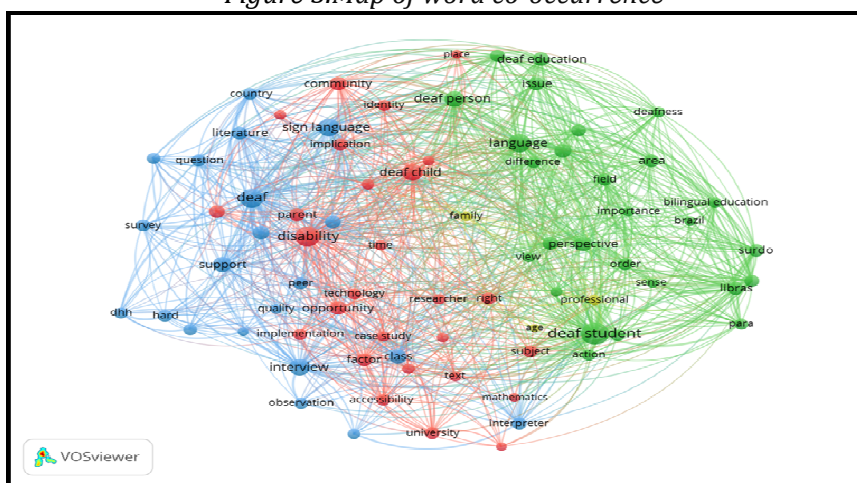 Figure 3.Map of word co-occurrence
place
deaf education
community
issue
country
deaf person
identity
deafness
literature
sign language
implication
language
question
difference
area
deaf child
field
deaf
bilingual education
parent
family
importance
brazil
survey
disability
time
perspective
view
surdo
support
order
peer
sense
libras
technology
researcher
right
professional
dhh
hard
quality
opportunity
para
age
implementation
case study
deaf student
factor
class
subject
action
interview
text
observation
accessibility
mathematics
university
interpreter
VOSviewer